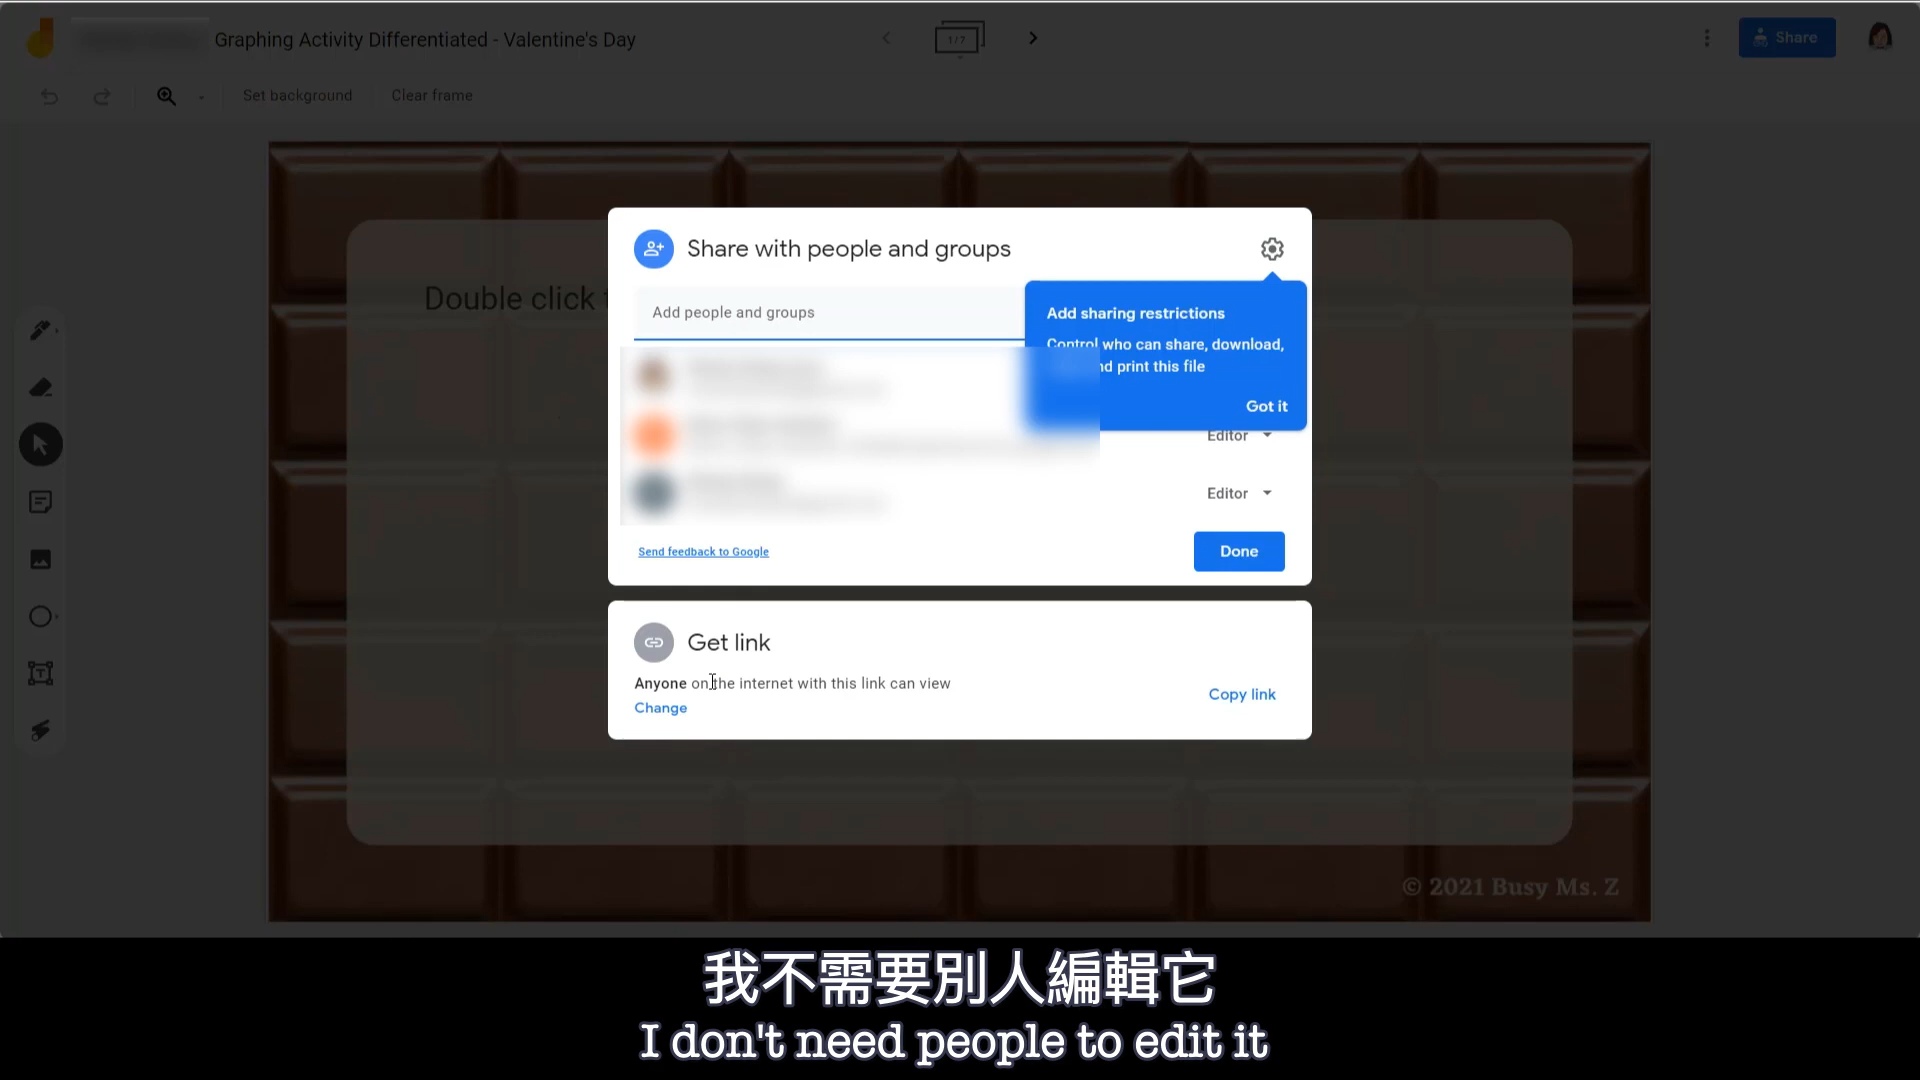 Graphing Activity Differentiated - Valentine's Day
1/7
Share
Set background
Clear frame
Double click
Share with people and groups
Add people and groups
Add sharing restrictions
Control who can share, download,
print this file
Got it
Editor
Editor
Send feedback to Google
Done
Get link
Anyone on the internet with this link can view
Change
Copy link
© 2021 Busy Ms. Z
我不需要別人編輯它
I don't need people to edit it